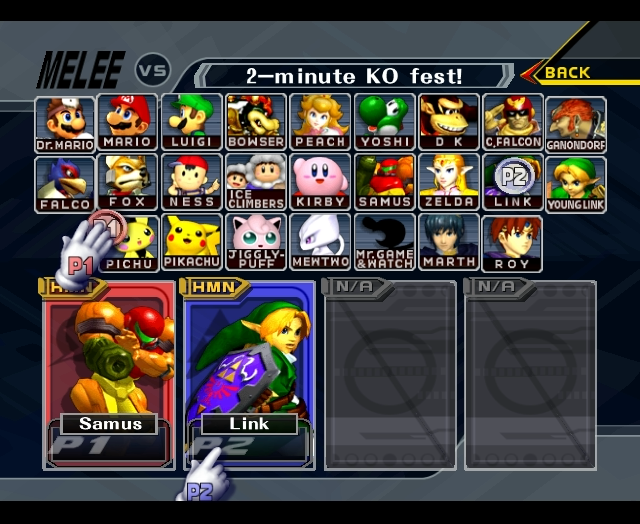 MELEE VS 2-minute KO fest! BACK
Dr.MARIO MARIO LUIGI BOWSER PEACH YOSHI D K C,FALCON GANONDORF
FALCO FOX NESS ICE CLIMBERS KIRBY SAMUS ZELDA LINK YOUNGLINK
P2
P1
PICHU PIKACHU JIGGLY-PUFF MEWTWO Mr.GAME &WATCH MARTH ROY
P1
HMN HMN N/A N/A
Samus Link
P1 P2
P2